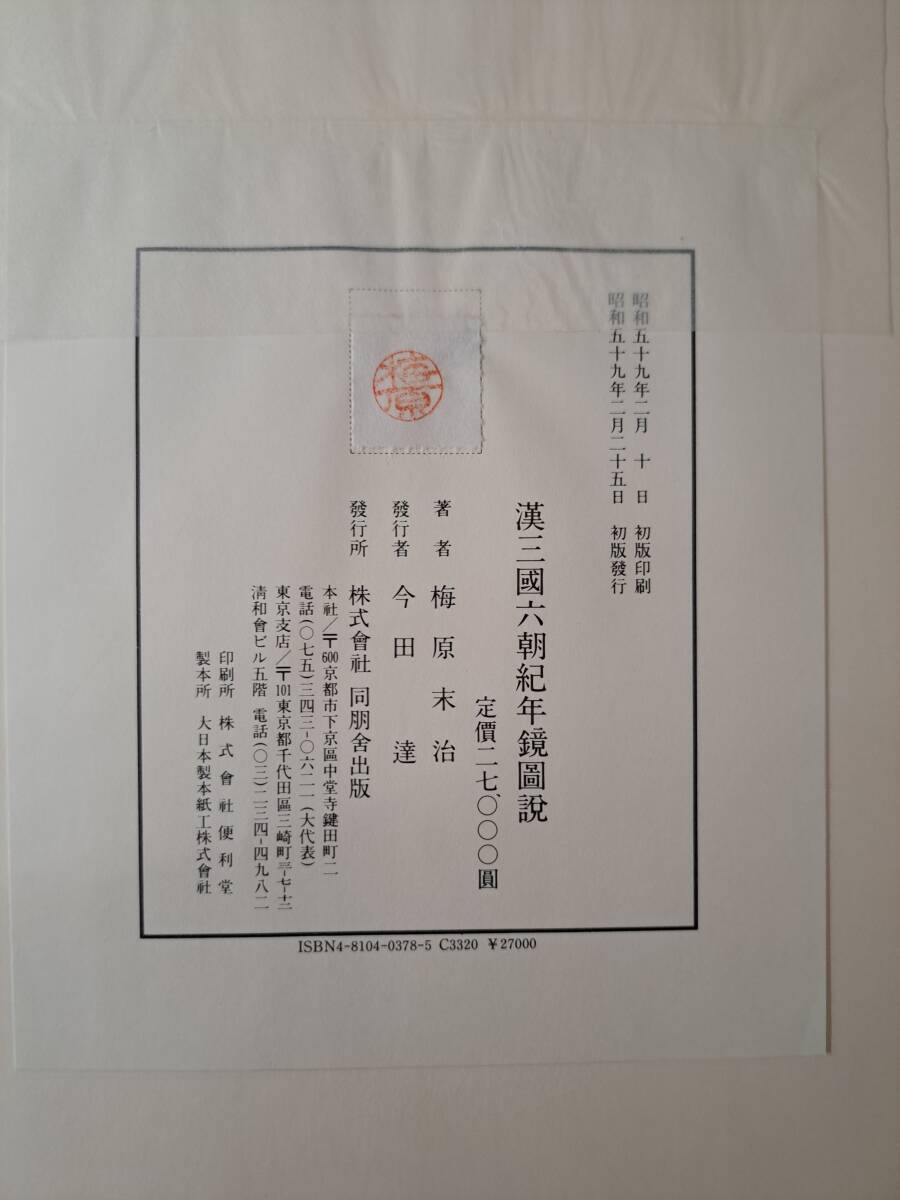 昭和五十九年二月 十 日 初版印刷
昭和五十九年二月二十五日 初版發行
漢三國六朝紀年鏡圖說
定價二七、〇〇〇圓
著者 梅原末治
發行者 今田達
發行所 株式會社 同朋舍出版
本社/〒600京都市下京區中堂寺鍵田町二
電話(〇七五)三四三-〇六二一(大代表)
東京支店/〒101東京都千代田區三崎町三-七-十二
清和會ビル五階 電話(〇三)二三四-四九八二
印刷所 株式會社便利堂
製本所 大日本製本紙工株式會社
ISBN4-8104-0378-5 C3320 ¥27000